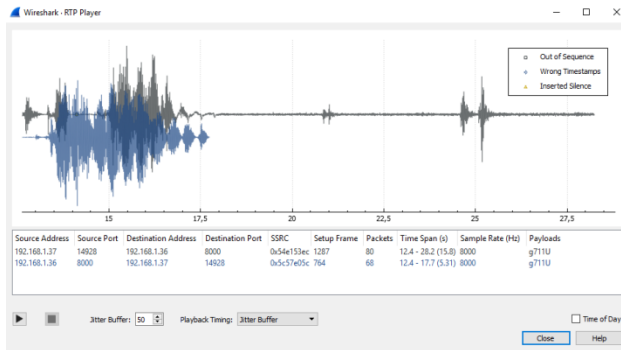 Wireshark · RTP Player
Out of Sequence
Wrong Timestamps
Inserted Silence
15 17,5 20 22,5 25 27,5
Source Address Source Port Destination Address Destination Port SSRC Setup Frame Packets Time Span (s) Sample Rate (Hz) Payloads
192.168.1.37 14928 192.168.1.36 8000 0x54e153ec 1287 80 12.4 - 28.2 (15.8) 8000 g711U
192.168.1.36 8000 192.168.1.37 14928 0x5c57e05c 764 68 12.4 - 17.7 (5.31) 8000 g711U
Jitter Buffer: 50 Playback Timing: Jitter Buffer Time of Day
Close Help